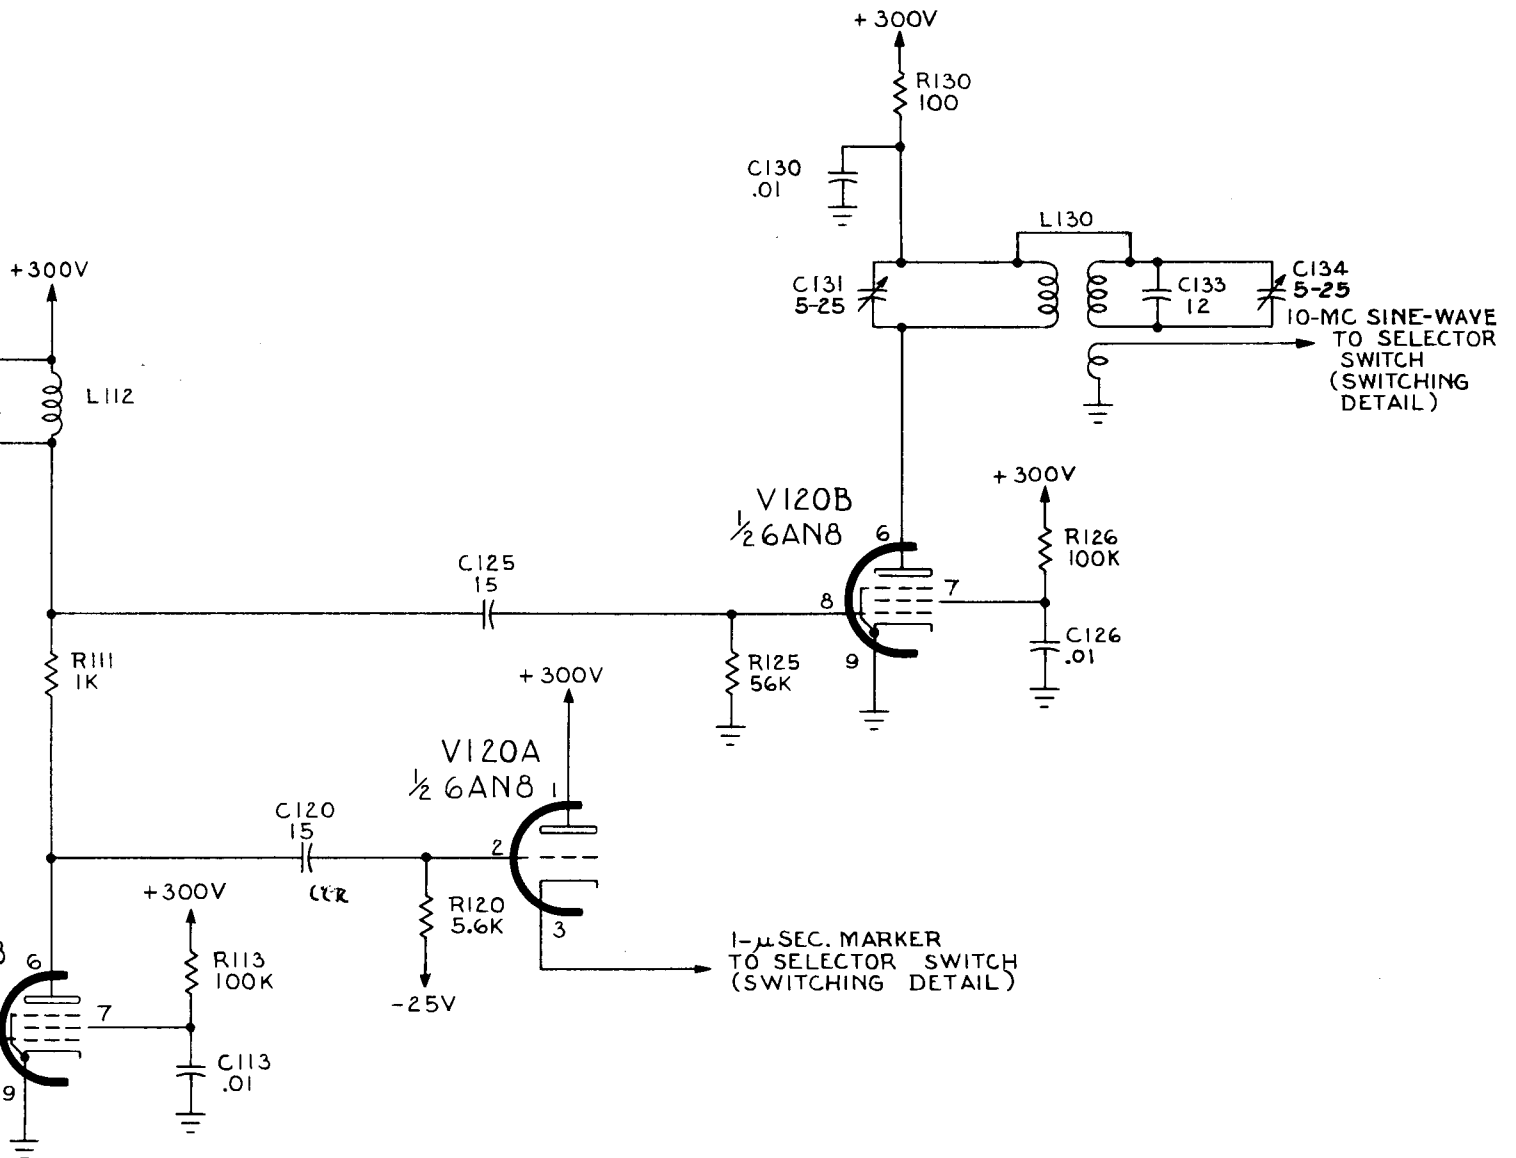 +300V
R130
100
C130
.01
L130
C131
5-25
C133
12
C134
5-25
10-MC SINE-WAVE
TO SELECTOR
SWITCH
(SWITCHING
DETAIL)
+300V
L112
+300V
V120B
½ 6AN8
6
7
8
9
R126
100K
C126
.01
C125
15
R125
56K
R111
1K
+300V
V120A
½ 6AN8
1
2
3
C120
15
R120
5.6K
-25V
1-μSEC. MARKER
TO SELECTOR SWITCH
(SWITCHING DETAIL)
+300V
R113
100K
6
7
C113
.01
9